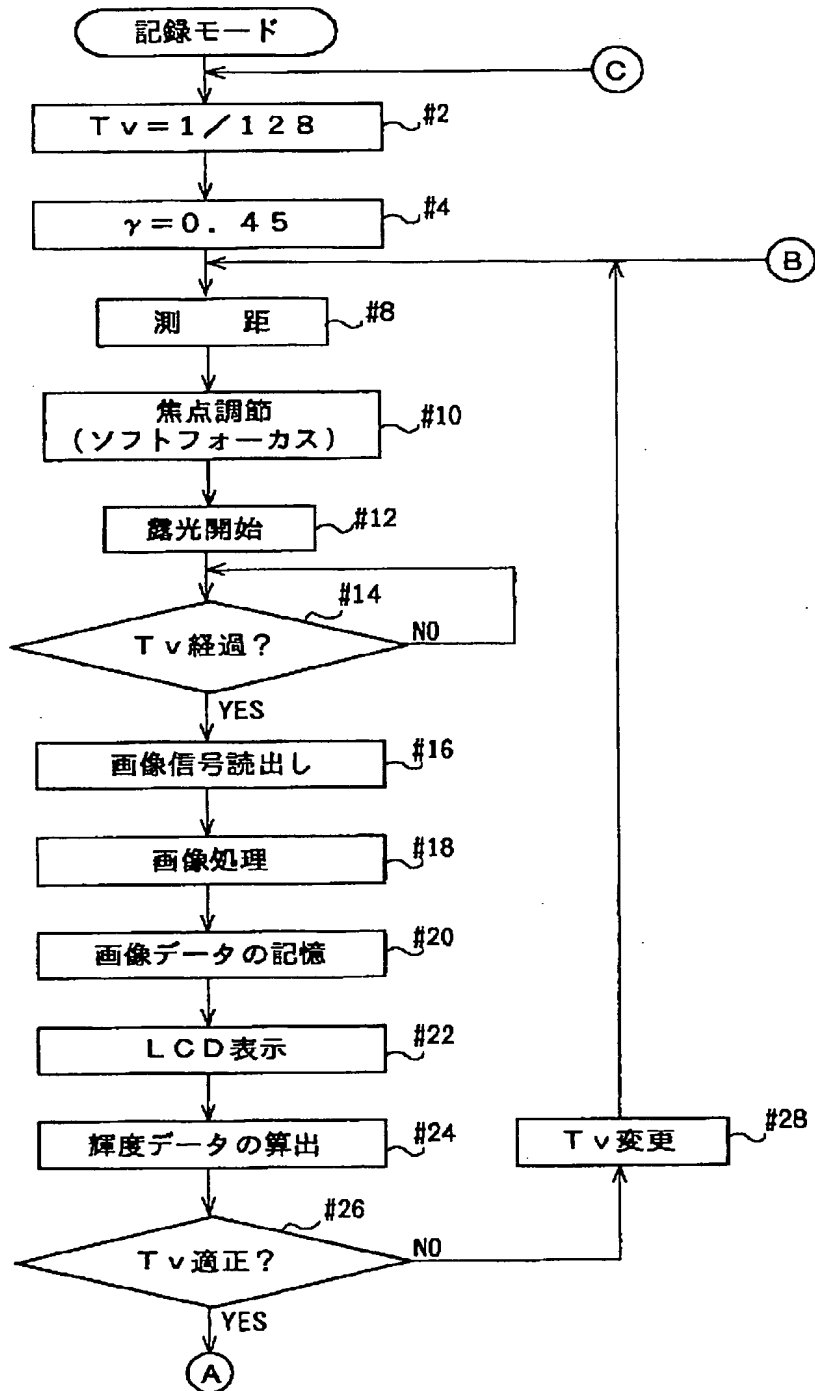 記録モード
C
Tv=1/128
#2
γ=0.45
#4
B
測 距
#8
焦点調節
(ソフトフォーカス)
#10
露光開始
#12
#14
Tv経過?
NO
YES
画像信号読出し
#16
画像処理
#18
画像データの記憶
#20
LCD表示
#22
輝度データの算出
#24
Tv変更
#28
#26
Tv適正?
NO
YES
A